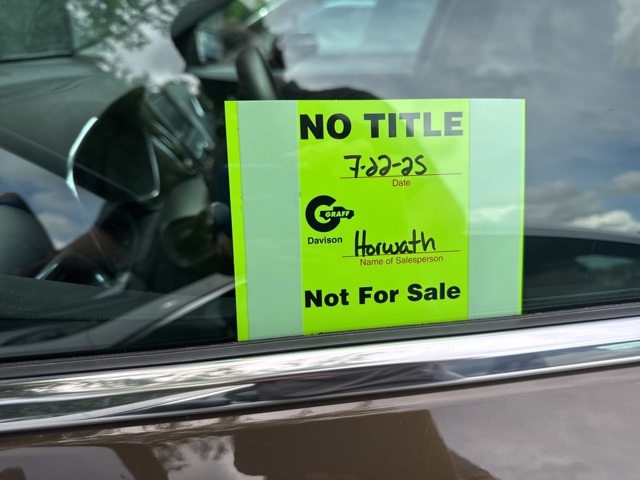 NO TITLE
7-22-25
Date
GRAFF
Davison
Horwath
Name of Salesperson
Not For Sale